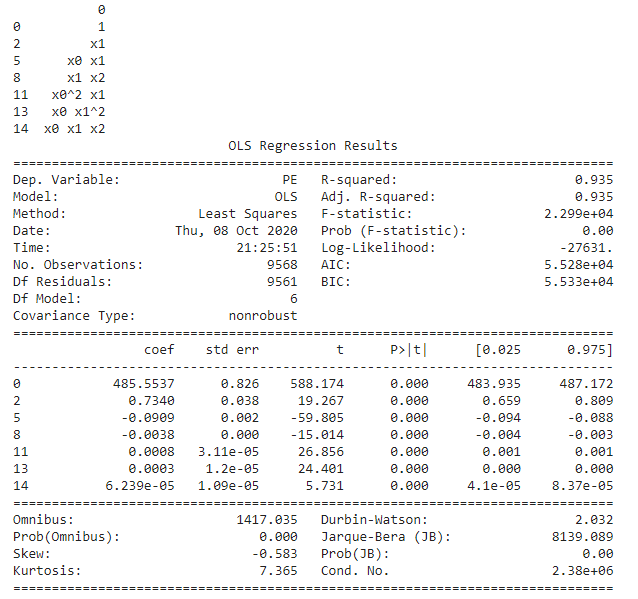 0
0 1
2 x1
5 x0 x1
8 x1 x2
11 x0^2 x1
13 x0 x1^2
14 x0 x1 x2
OLS Regression Results
==============================================================================
Dep. Variable: PE R-squared: 0.935
Model: OLS Adj. R-squared: 0.935
Method: Least Squares F-statistic: 2.299e+04
Date: Thu, 08 Oct 2020 Prob (F-statistic): 0.00
Time: 21:25:51 Log-Likelihood: -27631.
No. Observations: 9568 AIC: 5.528e+04
Df Residuals: 9561 BIC: 5.533e+04
Df Model: 6
Covariance Type: nonrobust
==============================================================================
coef std err t P>|t| [0.025 0.975]
------------------------------------------------------------------------------
0 485.5537 0.826 588.174 0.000 483.935 487.172
2 0.7340 0.038 19.267 0.000 0.659 0.809
5 -0.0909 0.002 -59.805 0.000 -0.094 -0.088
8 -0.0038 0.000 -15.014 0.000 -0.004 -0.003
11 0.0008 3.11e-05 26.856 0.000 0.001 0.001
13 0.0003 1.2e-05 24.401 0.000 0.000 0.000
14 6.239e-05 1.09e-05 5.731 0.000 4.1e-05 8.37e-05
==============================================================================
Omnibus: 1417.035 Durbin-Watson: 2.032
Prob(Omnibus): 0.000 Jarque-Bera (JB): 8139.089
Skew: -0.583 Prob(JB): 0.00
Kurtosis: 7.365 Cond. No. 2.38e+06
==============================================================================